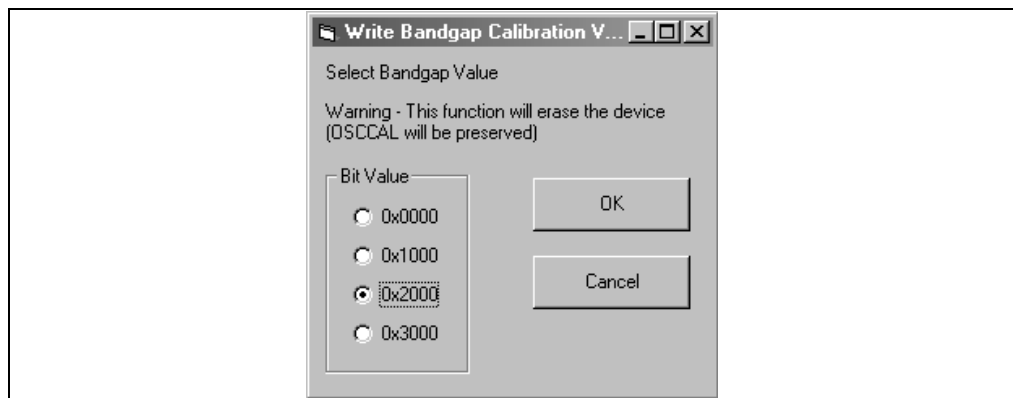 Write Bandgap Calibration V...
Select Bandgap Value
Warning - This function will erase the device
(OSCCAL will be preserved)
Bit Value
0x0000
0x1000
0x2000
0x3000
OK
Cancel